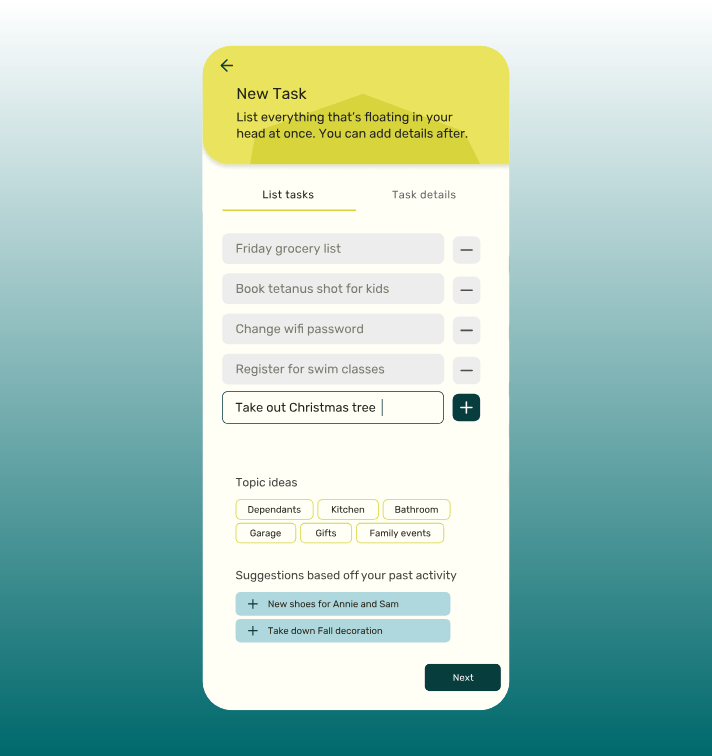 New Task
List everything that's floating in your
head at once. You can add details after.
List tasks
Task details
Friday grocery list
Book tetanus shot for kids
Change wifi password
Register for swim classes
Take out Christmas tree
Topic ideas
Dependants
Kitchen
Bathroom
Garage
Gifts
Family events
Suggestions based off your past activity
New shoes for Annie and Sam
Take down Fall decoration
Next